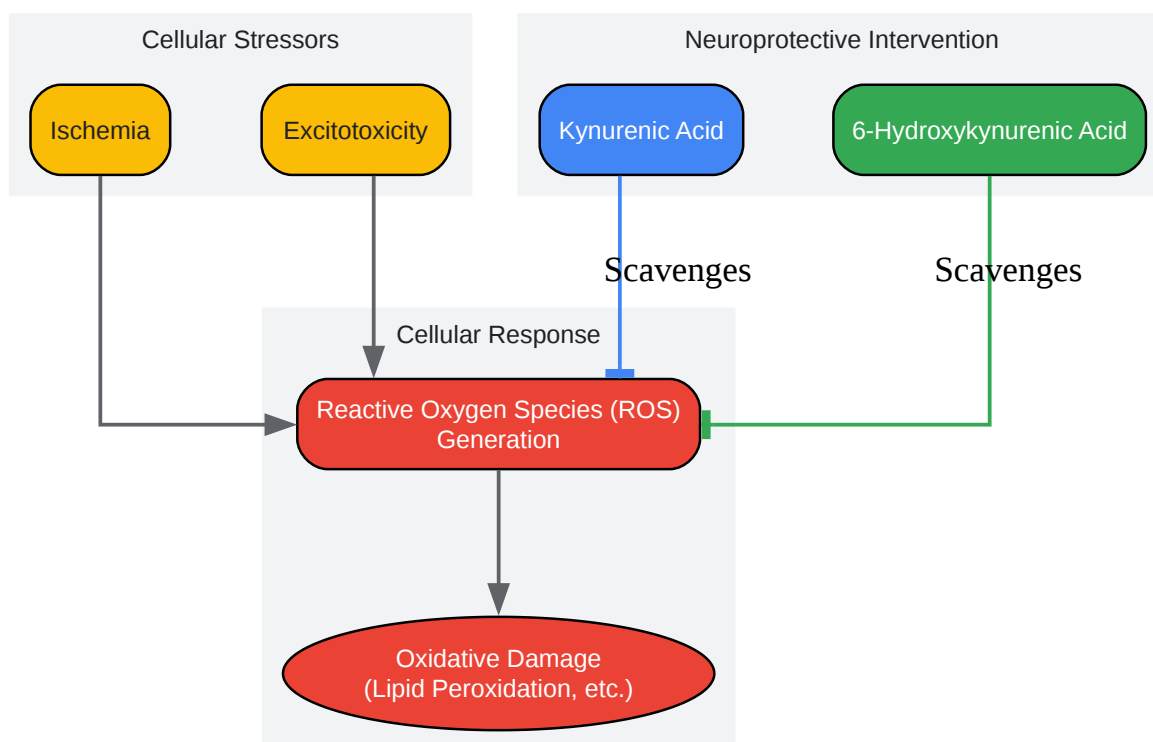 Cellular Stressors
Neuroprotective Intervention
Ischemia
Excitotoxicity
Kynurenic Acid
6-Hydroxykynurenic Acid
Scavenges
Scavenges
Cellular Response
Reactive Oxygen Species (ROS)
Generation
Oxidative Damage
(Lipid Peroxidation, etc.)